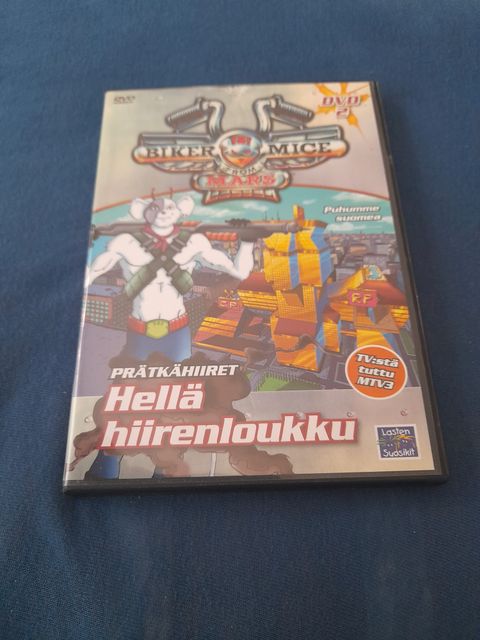 DVD
DVD
2
BIKER MICE
FROM
MARS
Puhumme
suomea
P.P.
TV:stä
tuttu
MTV3
PRÄTKÄHIIRET
Hellä
hiirenloukku
Lasten
Suosikit